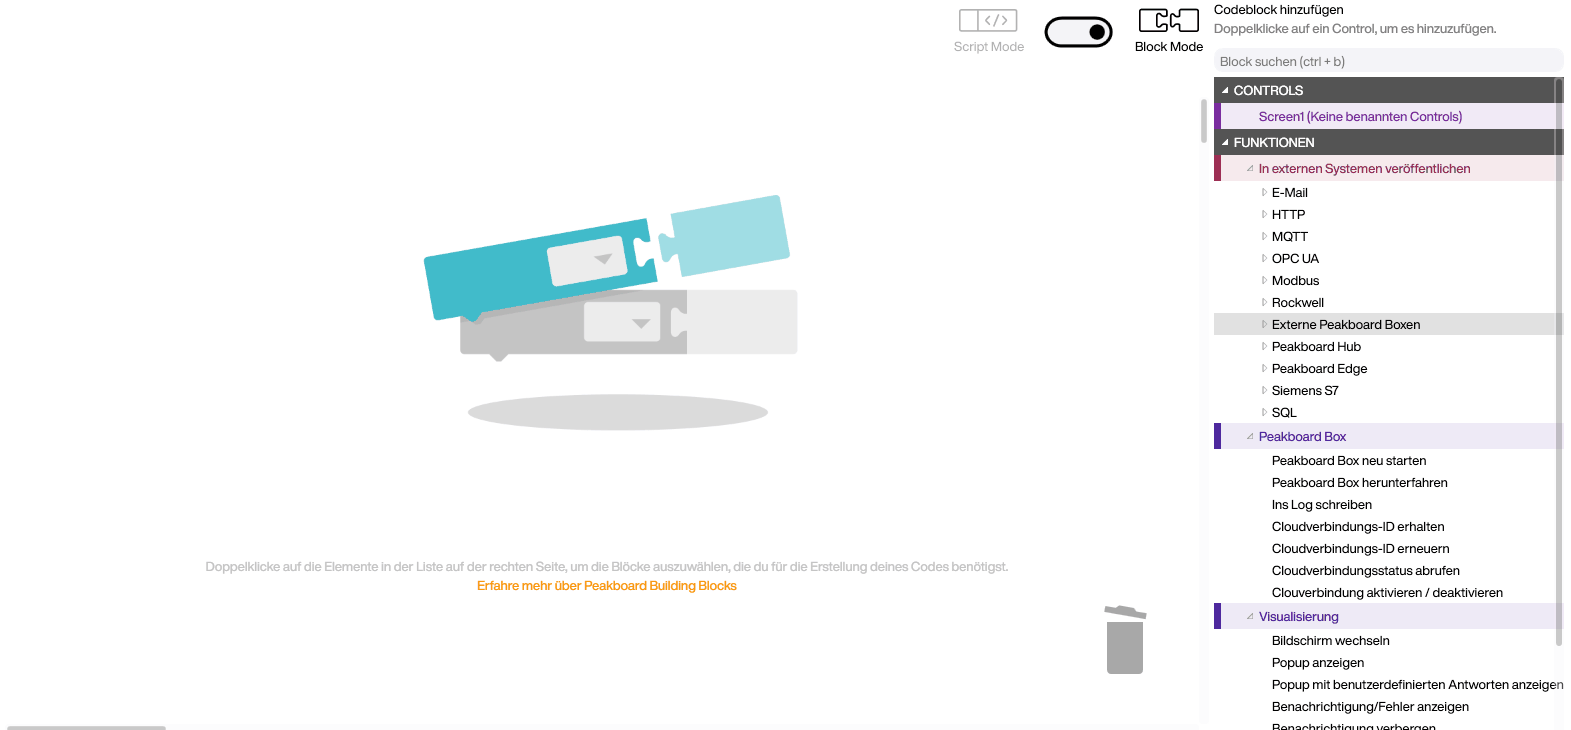 Script Mode
Block Mode
Codeblock hinzufügen
Doppelklicke auf ein Control, um es hinzuzufügen.
Block suchen (ctrl + b)
CONTROLS
Screen1 (Keine benannten Controls)
FUNKTIONEN
In externen Systemen veröffentlichen
E-Mail
HTTP
MQTT
OPC UA
Modbus
Rockwell
Externe Peakboard Boxen
Peakboard Hub
Peakboard Edge
Siemens S7
SQL
Peakboard Box
Peakboard Box neu starten
Peakboard Box herunterfahren
Ins Log schreiben
Cloudverbindungs-ID erhalten
Cloudverbindungs-ID erneuern
Cloudverbindungsstatus abrufen
Clouverbindung aktivieren / deaktivieren
Visualisierung
Bildschirm wechseln
Popup anzeigen
Popup mit benutzerdefinierten Antworten anzeigen
Benachrichtigung/Fehler anzeigen
Benachrichtigung verbergen
Doppelklicke auf die Elemente in der Liste auf der rechten Seite, um die Blöcke auszuwählen, die du für die Erstellung deines Codes benötigst.
Erfahre mehr über Peakboard Building Blocks